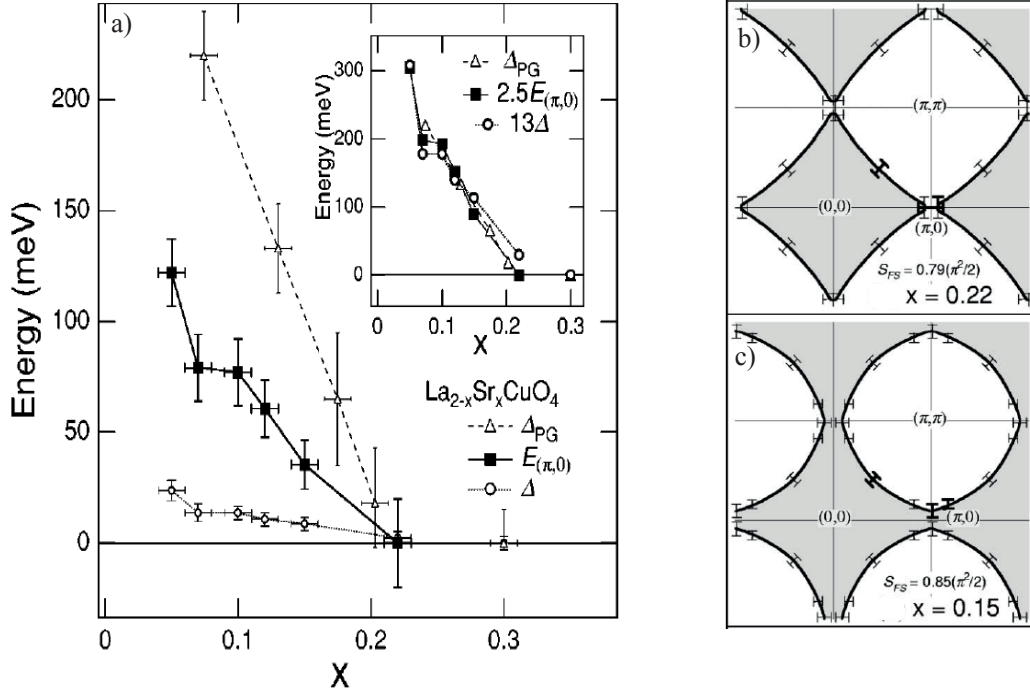 a)
Energy (meV)
200
150
100
50
0
0
0.1
0.2
0.3
X
Energy (meV)
300
200
100
0
0
0.1
0.2
0.3
X
Δ_PG
2.5E_(π,0)
13Δ
La_2-xSr_xCuO_4
Δ_PG
E_(π,0)
Δ
b)
(π,π)
(0,0)
(π,0)
S_FS = 0.79(π²/2)
x = 0.22
c)
(π,π)
(0,0)
(π,0)
S_FS = 0.85(π²/2)
x = 0.15